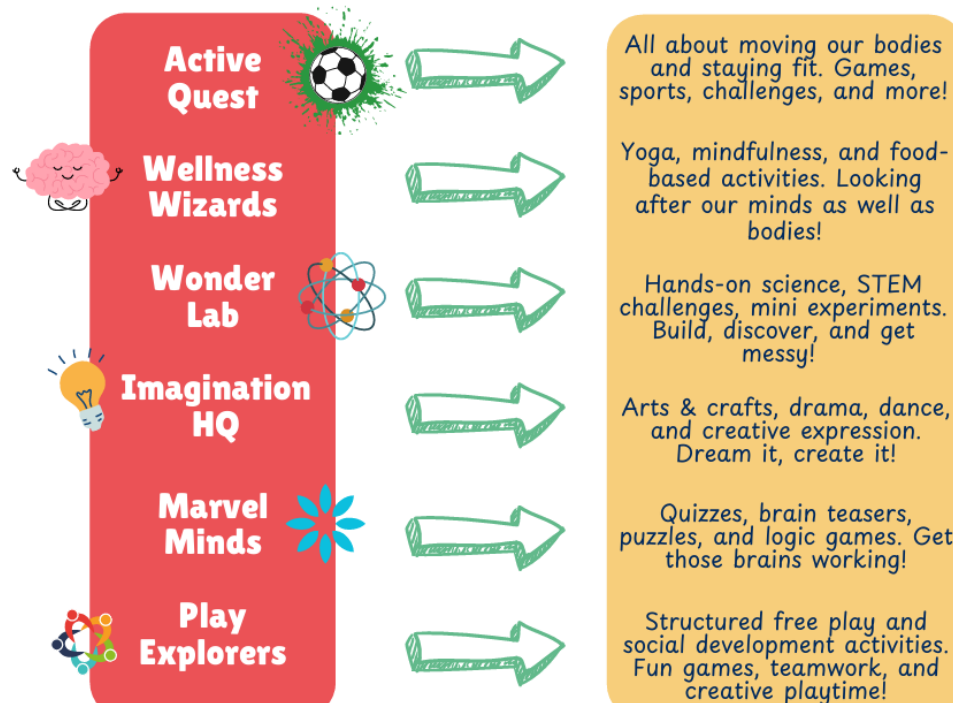 Active
Quest
All about moving our bodies
and staying fit. Games,
sports, challenges, and more!
Wellness
Wizards
Yoga, mindfulness, and food-
based activities. Looking
after our minds as well as
bodies!
Wonder
Lab
Hands-on science, STEM
challenges, mini experiments.
Build, discover, and get
messy!
Imagination
HQ
Arts & crafts, drama, dance,
and creative expression.
Dream it, create it!
Marvel
Minds
Quizzes, brain teasers,
puzzles, and logic games. Get
those brains working!
Play
Explorers
Structured free play and
social development activities.
Fun games, teamwork, and
creative playtime!